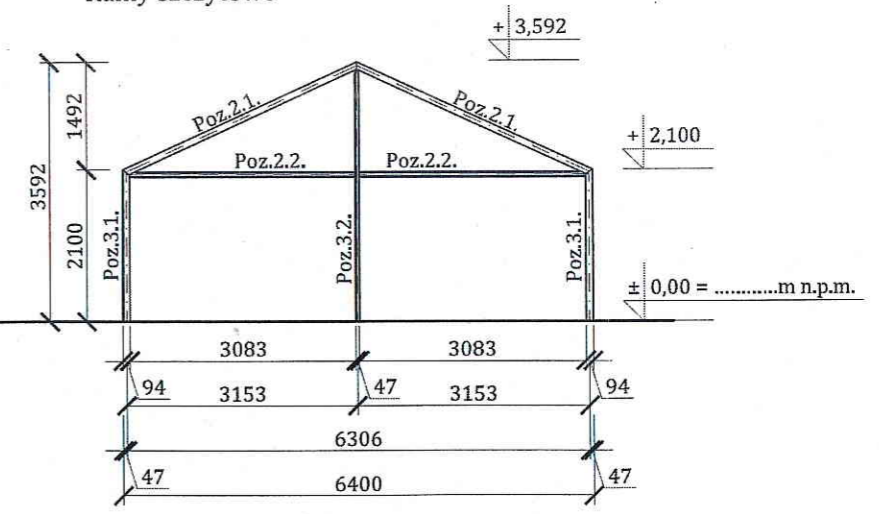 + 3,592
Poz.2.1.
Poz.2.1.
1492
+ 2,100
Poz.2.2.
Poz.2.2.
3592
2100
Poz.3.1.
Poz.3.2.
Poz.3.1.
± 0,00 = ............m n.p.m.
3083
3083
94
3153
47
3153
94
6306
47
6400
47